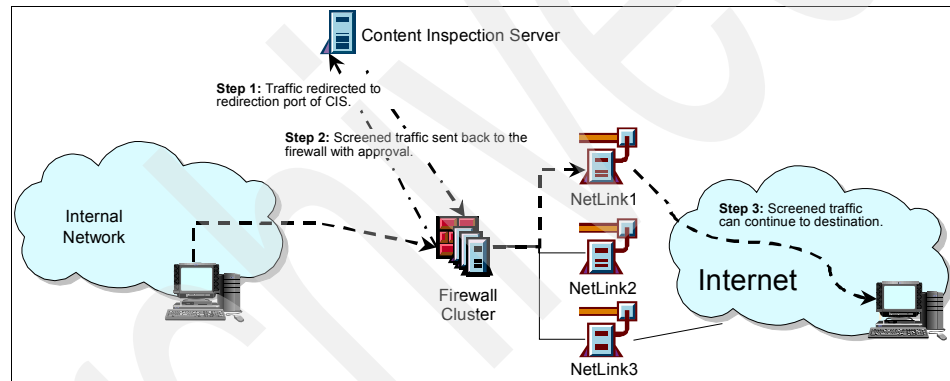 Content Inspection Server
Step 1: Traffic redirected to
redirection port of CIS.
Step 2: Screened traffic sent back to the
firewall with approval.
Internal
Network
Firewall
Cluster
NetLink1
NetLink2
NetLink3
Step 3: Screened traffic
can continue to destination.
Internet